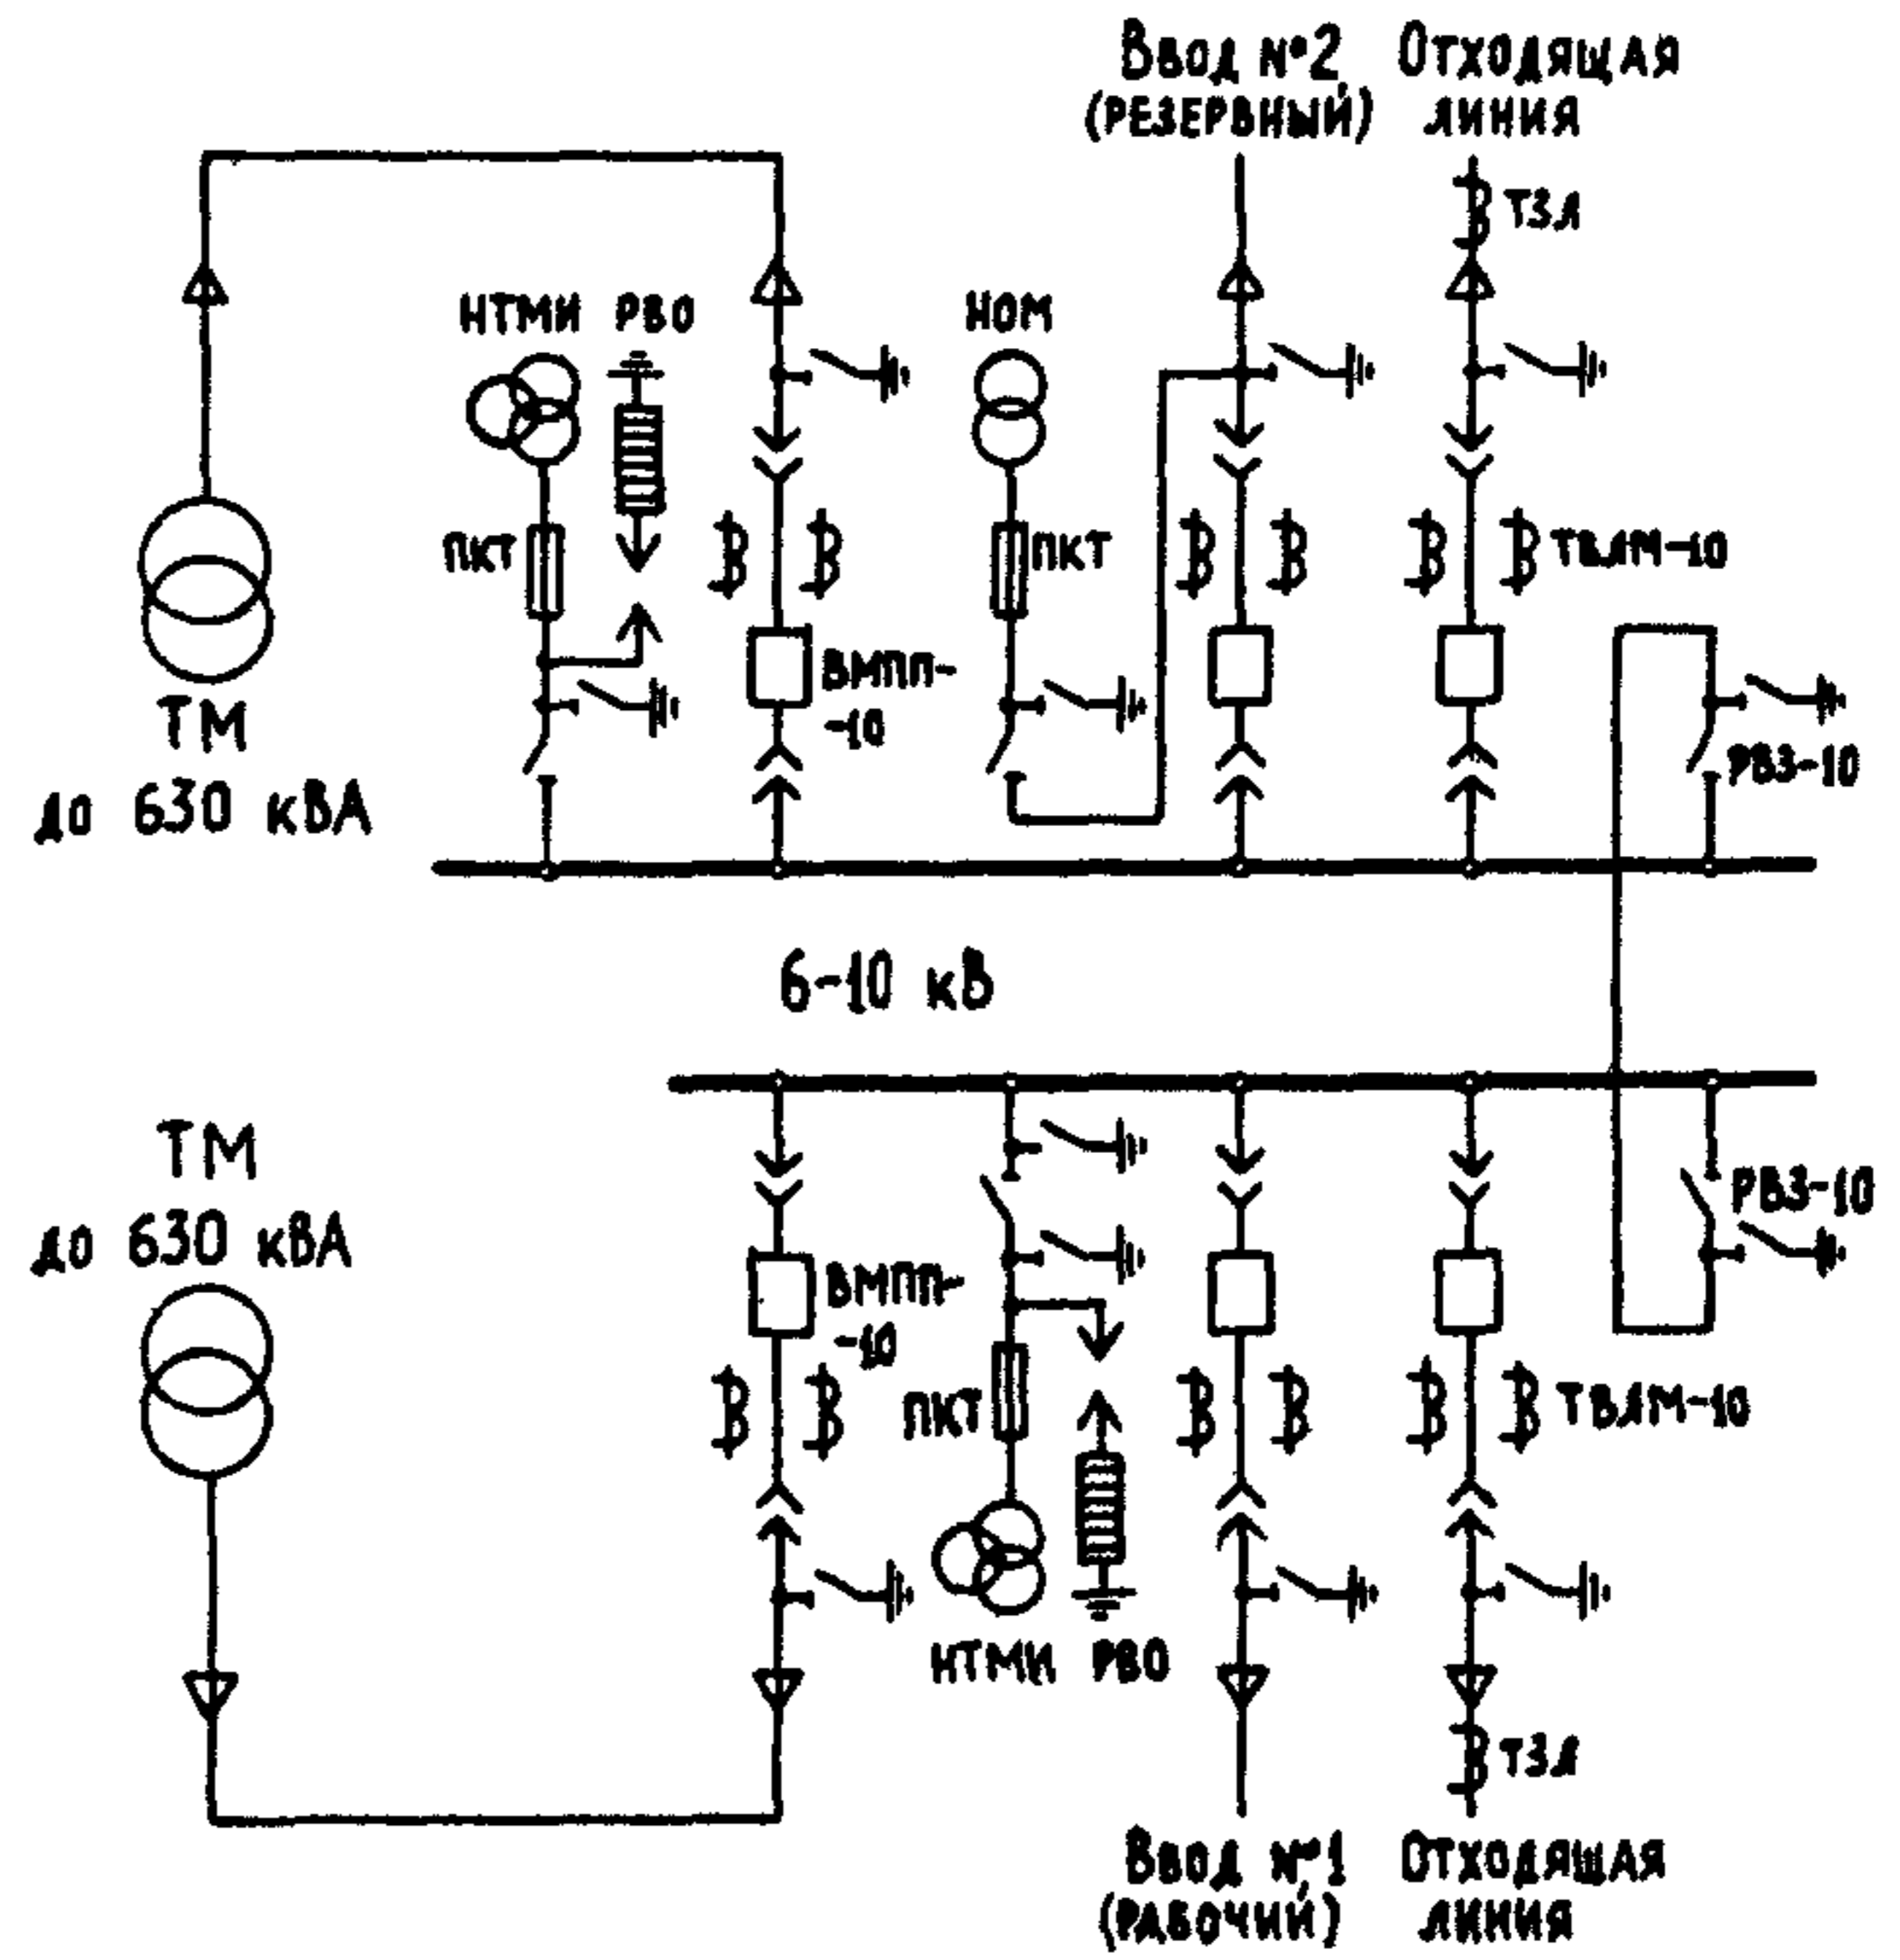 Ввод №2 Отходящая
(резервный) линия
ТЗЛ
НТМИ РВО НОМ
ПКТ ПКТ ТВЛМ-10
ВМПП-
-10
ТМ
до 630 кВА
РВЗ-10
6-10 кВ
ТМ
до 630 кВА
РВЗ-10
ВМПП-
-10
ПКТ ТВЛМ-10
НТМИ РВО
ТЗЛ
Ввод №1 Отходящая
(рабочий) линия